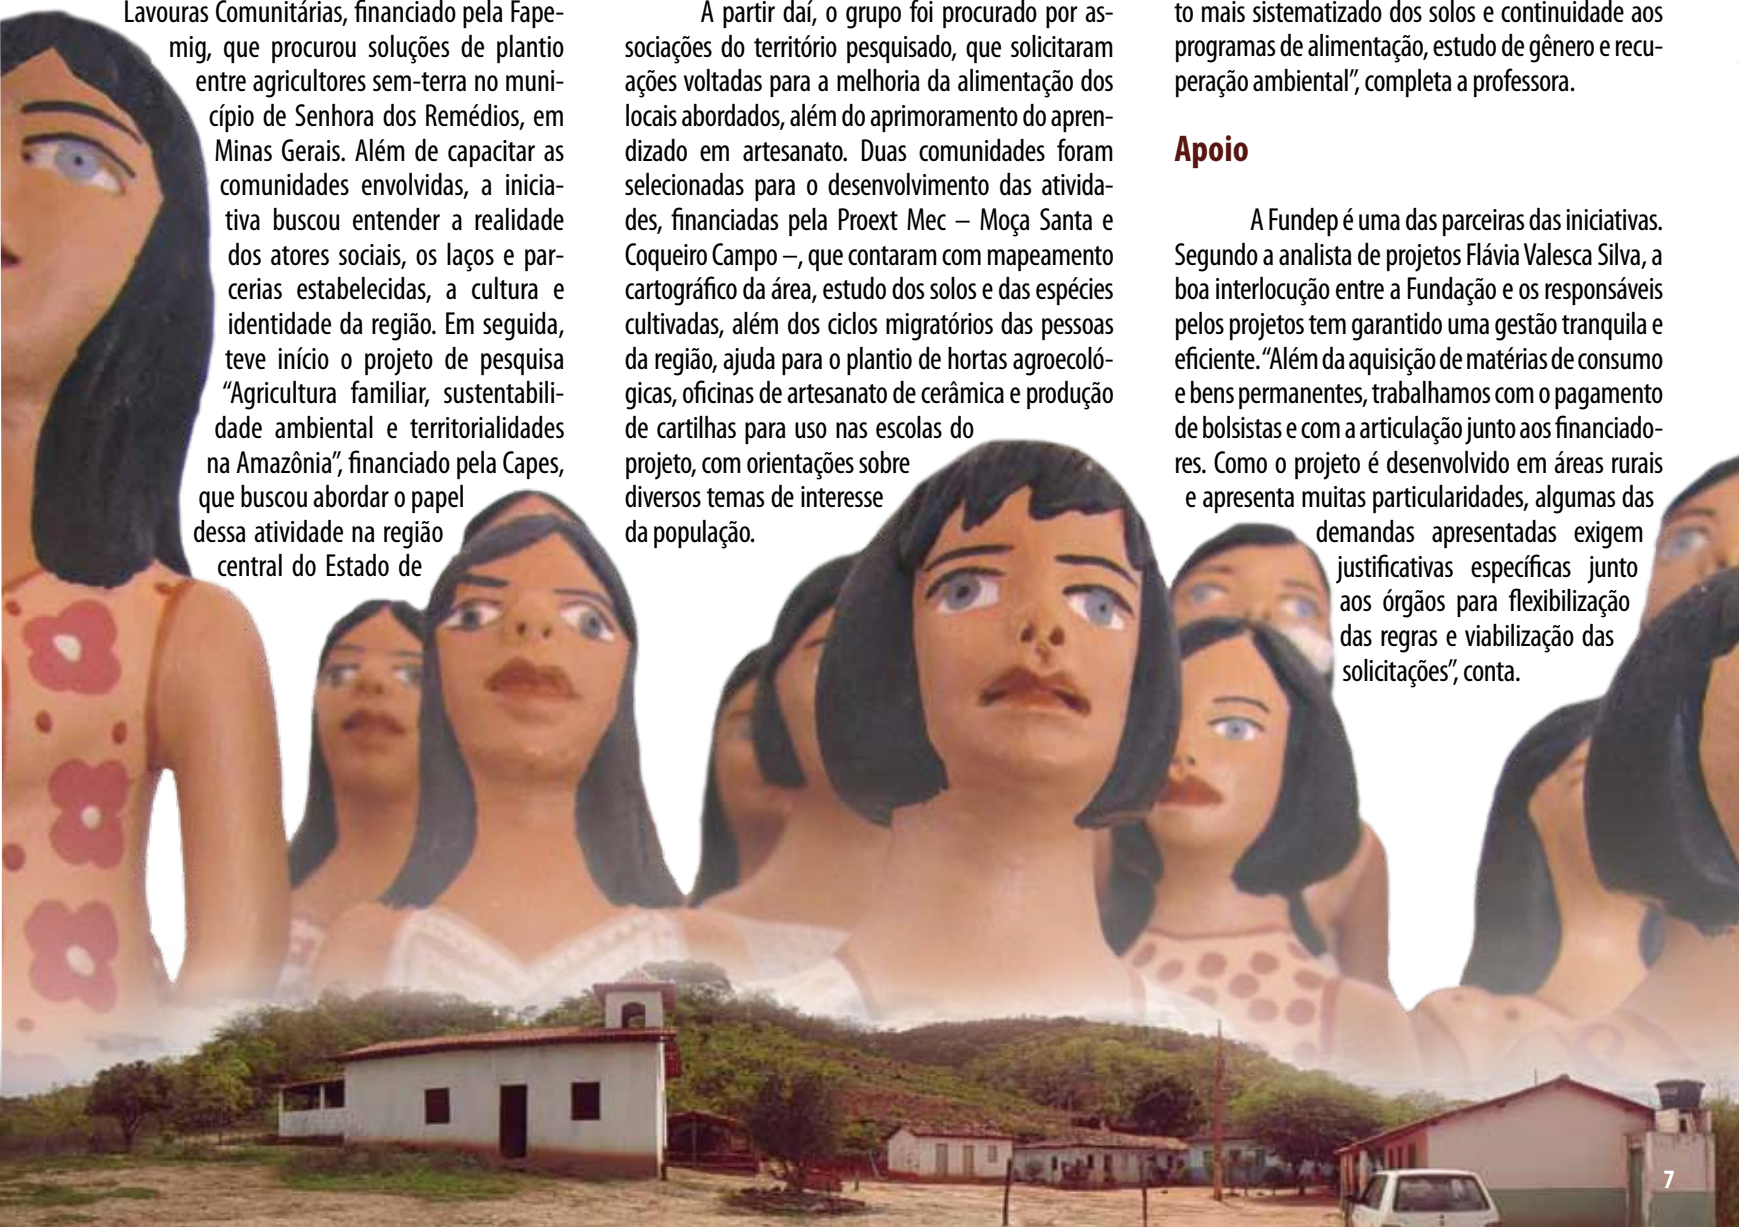 Lavouras Comunitárias, financiado pela Fape-
mig, que procurou soluções de plantio
entre agricultores sem-terra no muni-
cípio de Senhora dos Remédios, em
Minas Gerais. Além de capacitar as
comunidades envolvidas, a inicia-
tiva buscou entender a realidade
dos atores sociais, os laços e par-
cerias estabelecidas, a cultura e
identidade da região. Em seguida,
teve início o projeto de pesquisa
“Agricultura familiar, sustentabili-
dade ambiental e territorialidades
na Amazônia”, financiado pela Capes,
que buscou abordar o papel
dessa atividade na região
central do Estado de
A partir daí, o grupo foi procurado por as-
sociações do território pesquisado, que solicitaram
ações voltadas para a melhoria da alimentação dos
locais abordados, além do aprimoramento do apren-
dizado em artesanato. Duas comunidades foram
selecionadas para o desenvolvimento das ativida-
des, financiadas pela Proext Mec – Moça Santa e
Coqueiro Campo –, que contaram com mapeamento
cartográfico da área, estudo dos solos e das espécies
cultivadas, além dos ciclos migratórios das pessoas
da região, ajuda para o plantio de hortas agroecoló-
gicas, oficinas de artesanato de cerâmica e produção
de cartilhas para uso nas escolas do
projeto, com orientações sobre
diversos temas de interesse
da população.
to mais sistematizado dos solos e continuidade aos
programas de alimentação, estudo de gênero e recu-
peração ambiental”, completa a professora.
Apoio
A Fundep é uma das parceiras das iniciativas.
Segundo a analista de projetos Flávia Valesca Silva, a
boa interlocução entre a Fundação e os responsáveis
pelos projetos tem garantido uma gestão tranquila e
eficiente. “Além da aquisição de matérias de consumo
e bens permanentes, trabalhamos com o pagamento
de bolsistas e com a articulação junto aos financiado-
res. Como o projeto é desenvolvido em áreas rurais
e apresenta muitas particularidades, algumas das
demandas apresentadas exigem
justificativas específicas junto
aos órgãos para flexibilização
das regras e viabilização das
solicitações”, conta.
7